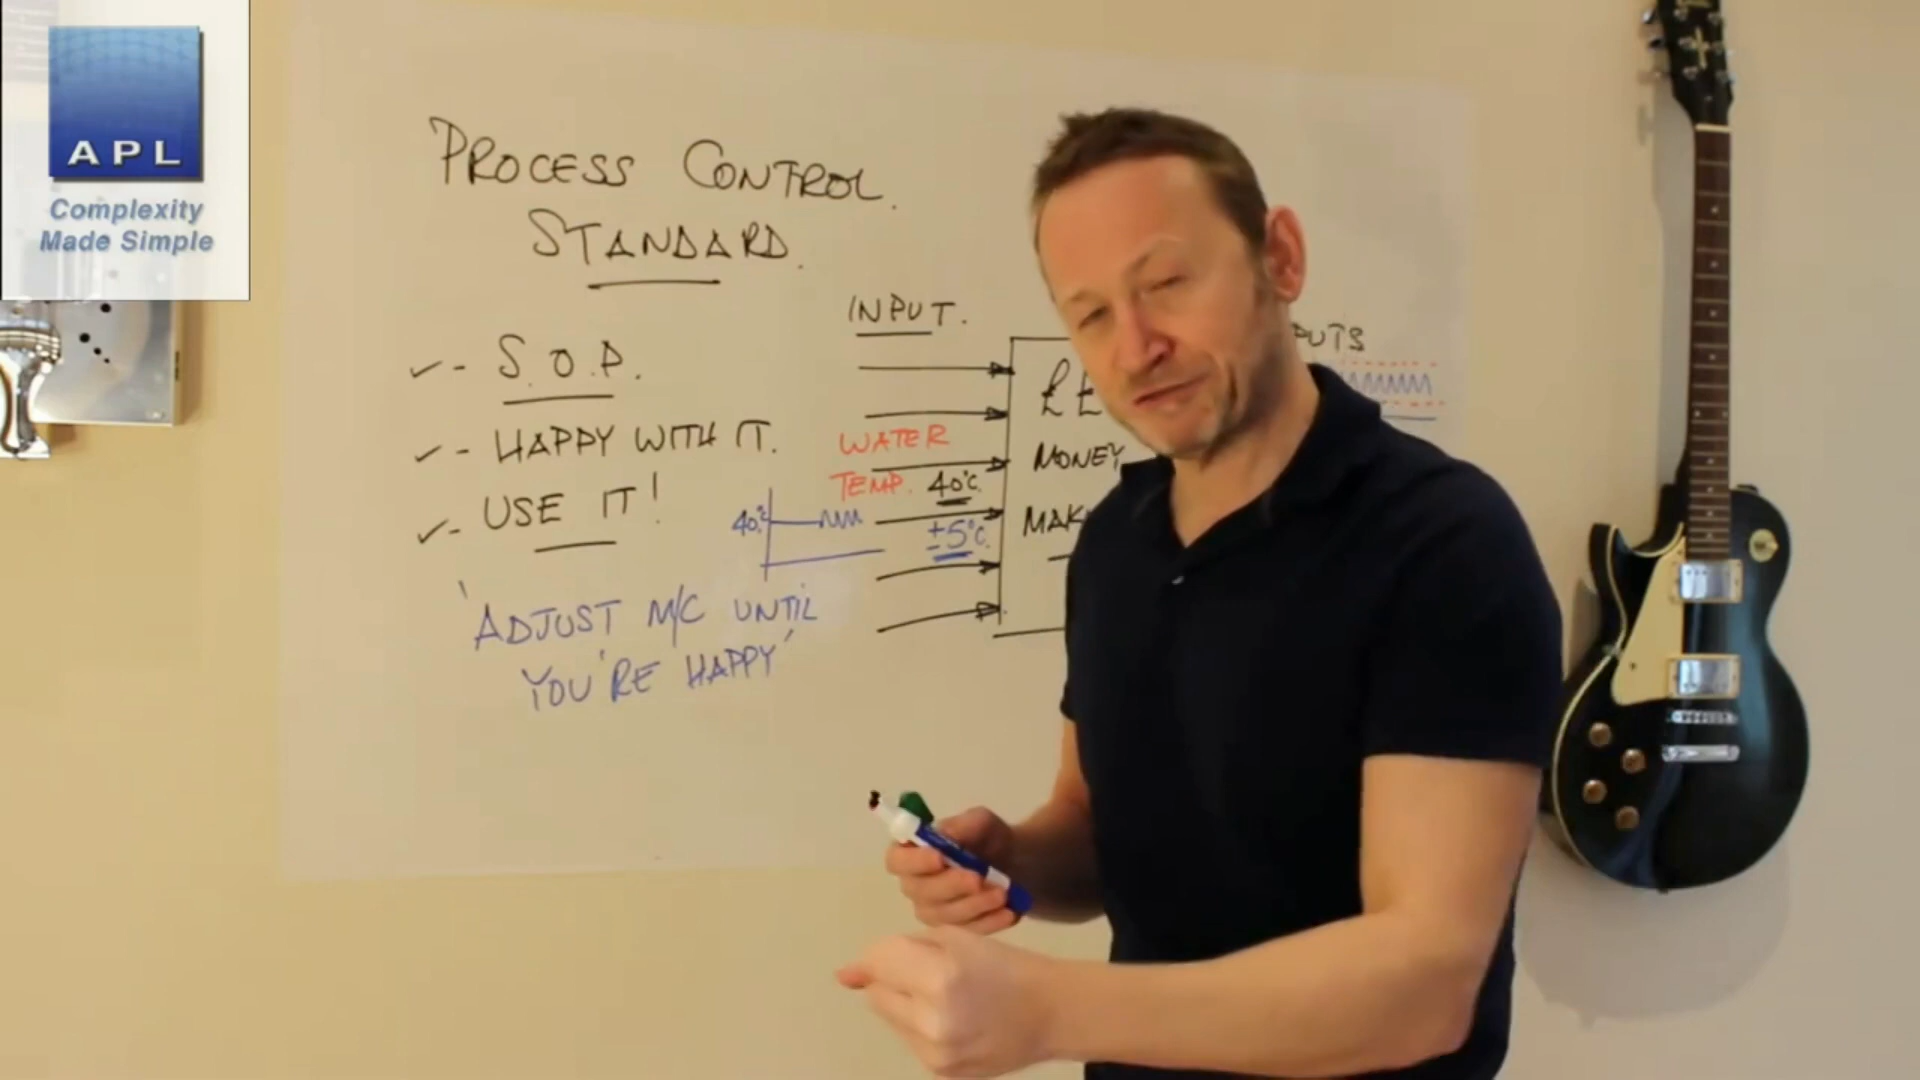 APL
Complexity
Made Simple
PROCESS CONTROL.
STANDARD.
- S.O.P.
- HAPPY WITH IT.
- USE IT!
'ADJUST M/C UNTIL
YOU'RE HAPPY'
INPUT.
WATER
TEMP. 40°C.
±5°C.
40°C
££
MONEY